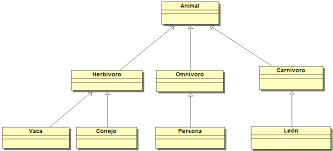 Animal
Herbivoro
Omnivoro
Carnivoro
Vaca
Conejo
Persona
León